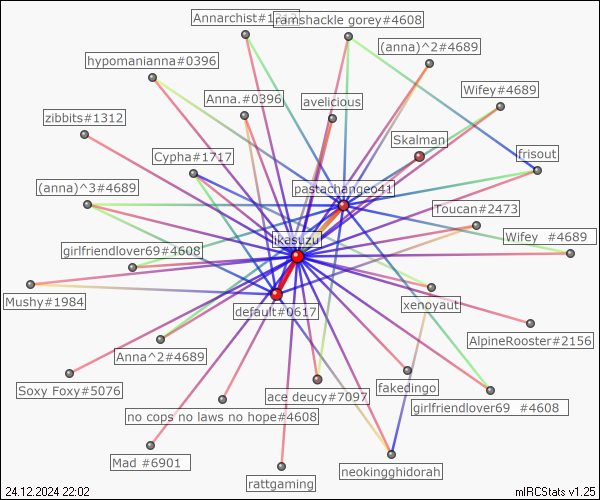 Annarchist#1312
ramshackle gorey#4608
(anna)^2#4689
hypomanianna#0396
Wifey#4689
Anna.#0396
avelicious
zibbits#1312
Skalman
Cypha#1717
frisout
(anna)^3#4689
pastachangeo41
Toucan#2473
Wifey   #4689
ikasuzu
girlfriendlover69#4608
Mushy#1984
xenoyaut
default#0617
AlpineRooster#2156
Anna^2#4689
Soxy Foxy#5076
fakedingo
ace deucy#7097
girlfriendlover69   #4608
no cops no laws no hope#4608
Mad #6901
neokingghidorah
rattgaming
24.12.2024 22:02
mIRCStats v1.25